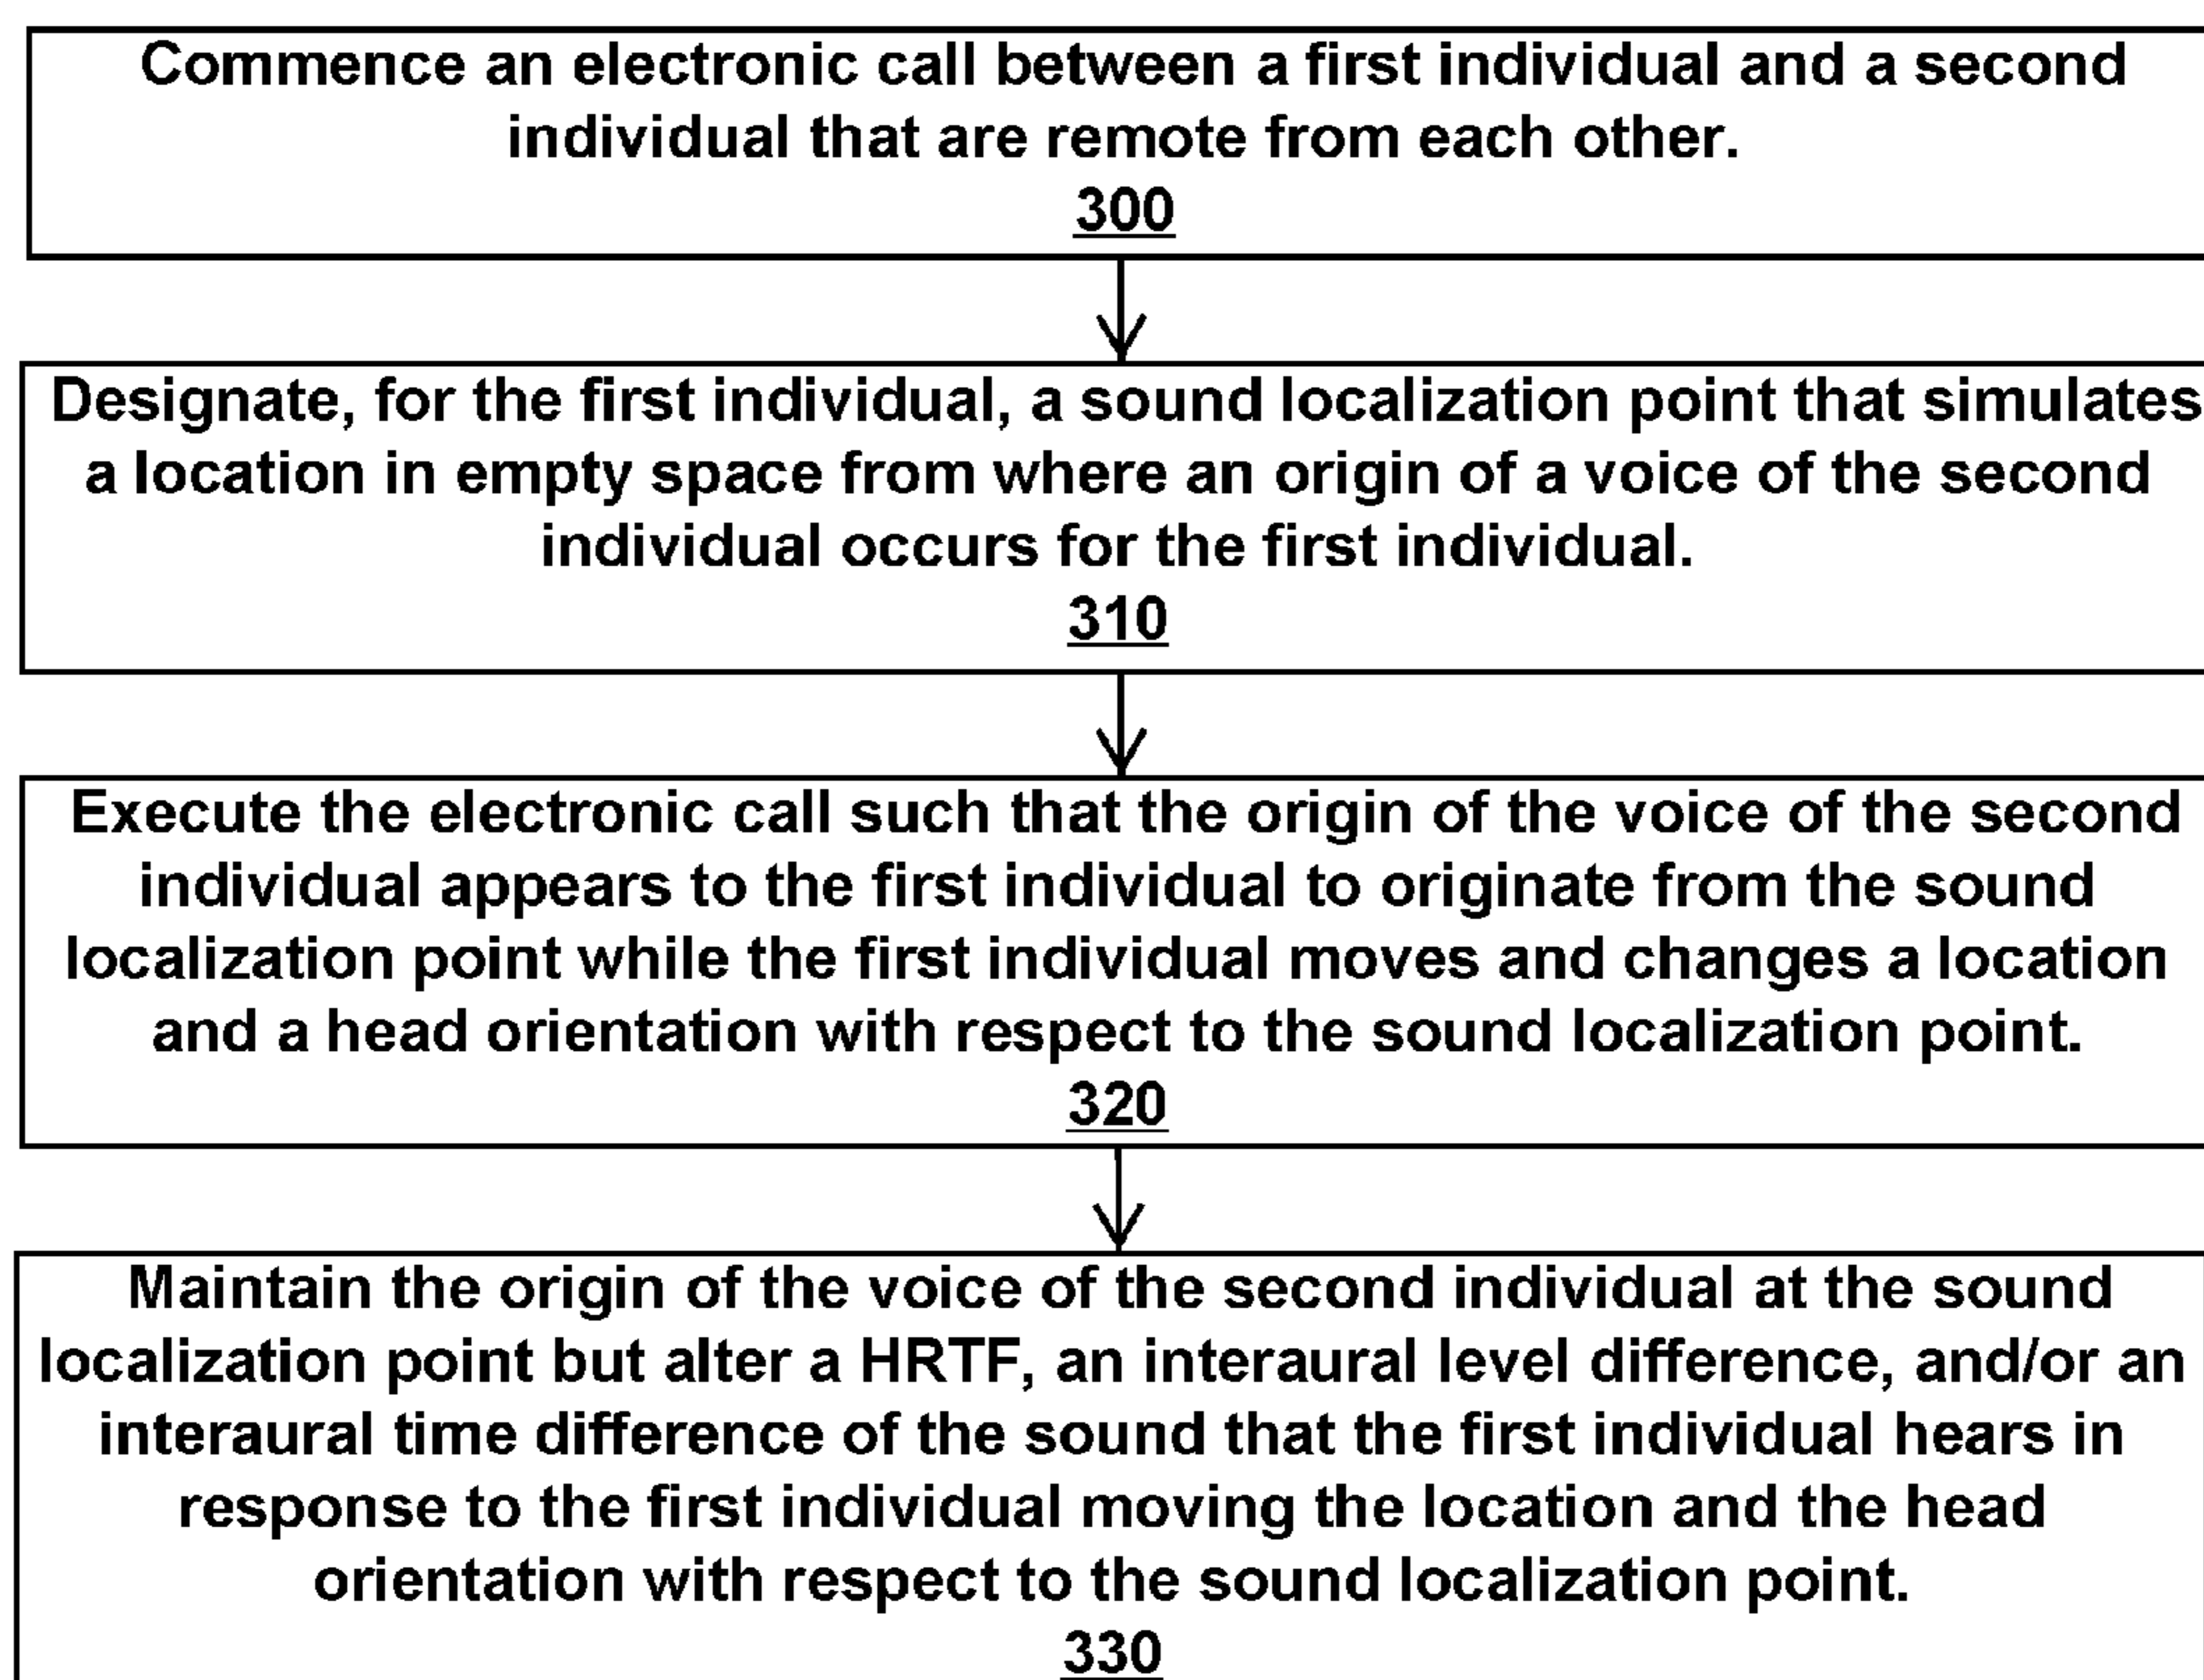 Commence an electronic call between a first individual and a second
individual that are remote from each other.
300
Designate, for the first individual, a sound localization point that simulates
a location in empty space from where an origin of a voice of the second
individual occurs for the first individual.
310
Execute the electronic call such that the origin of the voice of the second
individual appears to the first individual to originate from the sound
localization point while the first individual moves and changes a location
and a head orientation with respect to the sound localization point.
320
Maintain the origin of the voice of the second individual at the sound
localization point but alter a HRTF, an interaural level difference, and/or an
interaural time difference of the sound that the first individual hears in
response to the first individual moving the location and the head
orientation with respect to the sound localization point.
330